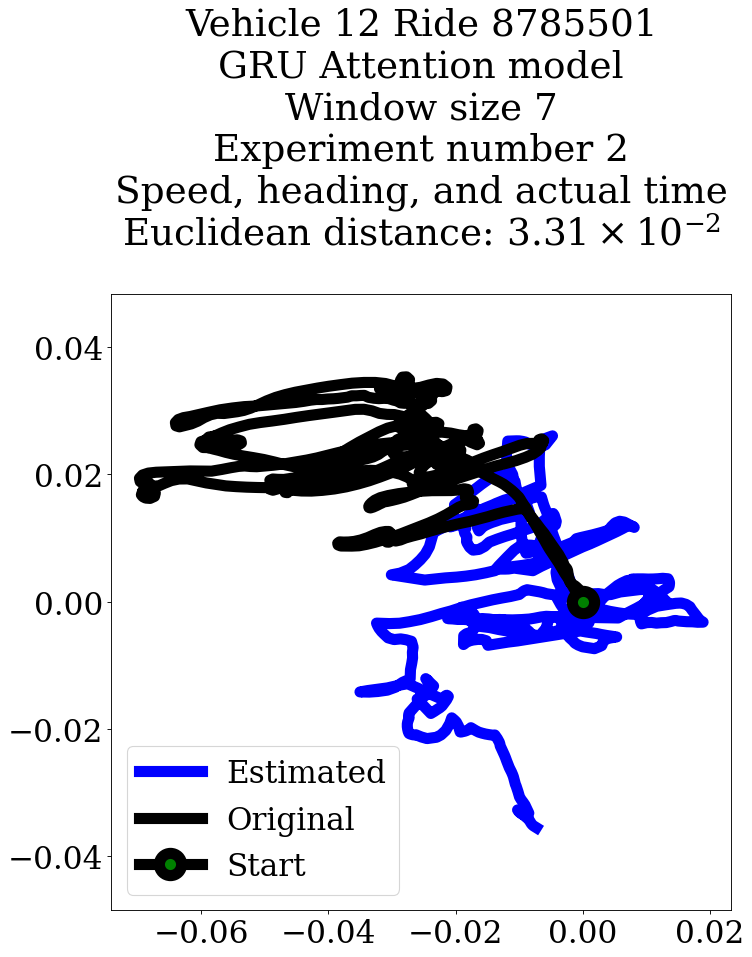 Vehicle 12 Ride 8785501
GRU Attention model
Window size 7
Experiment number 2
Speed, heading, and actual time
Euclidean distance: 3.31 × 10⁻²
0.04
0.02
0.00
−0.02
−0.04
Estimated
Original
Start
−0.06 −0.04 −0.02 0.00 0.02